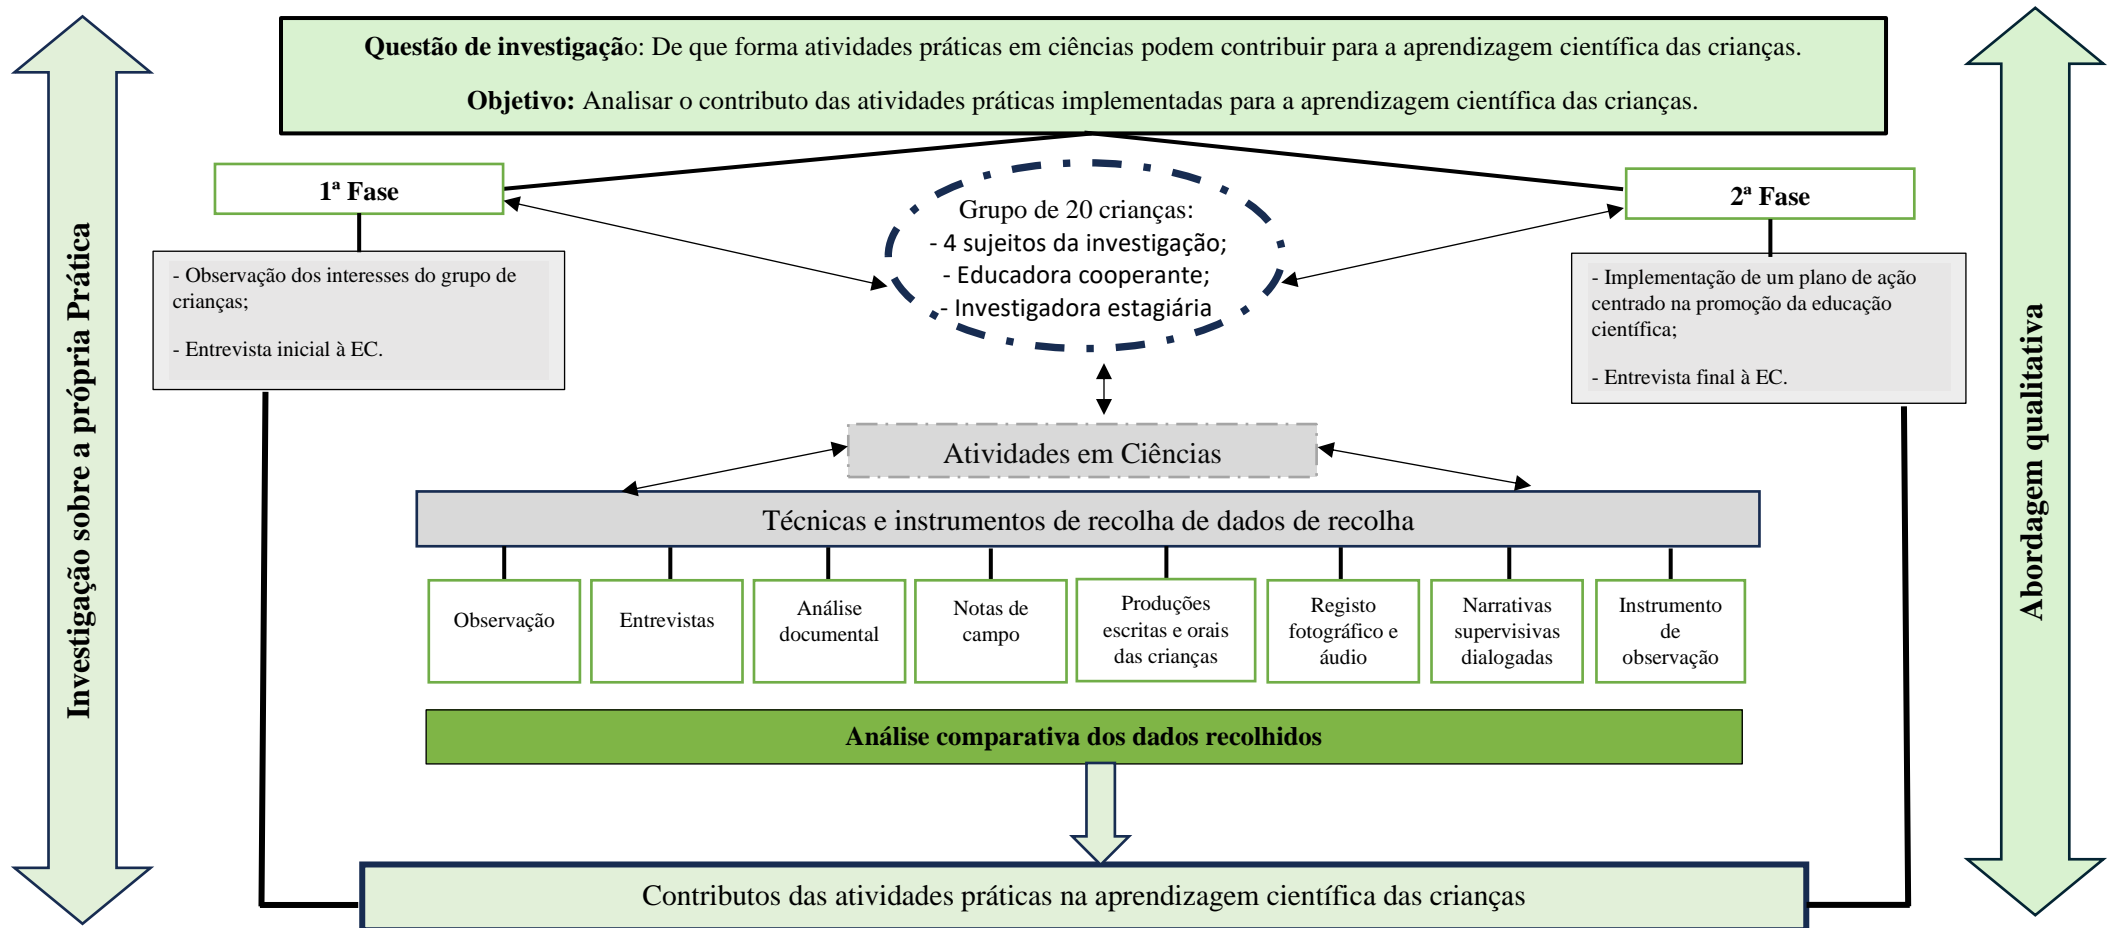 Questão de investigação: De que forma atividades práticas em ciências podem contribuir para a aprendizagem científica das crianças.
Objetivo: Analisar o contributo das atividades práticas implementadas para a aprendizagem científica das crianças.
Investigação sobre a própria Prática
Abordagem qualitativa
1ª Fase
- Observação dos interesses do grupo de
crianças;
- Entrevista inicial à EC.
Grupo de 20 crianças:
- 4 sujeitos da investigação;
- Educadora cooperante;
- Investigadora estagiária
2ª Fase
- Implementação de um plano de ação
centrado na promoção da educação
científica;
- Entrevista final à EC.
Atividades em Ciências
Técnicas e instrumentos de recolha de dados de recolha
Observação
Entrevistas
Análise
documental
Notas de
campo
Produções
escritas e orais
das crianças
Registo
fotográfico e
áudio
Narrativas
supervisivas
dialogadas
Instrumento
de
observação
Análise comparativa dos dados recolhidos
Contributos das atividades práticas na aprendizagem científica das crianças